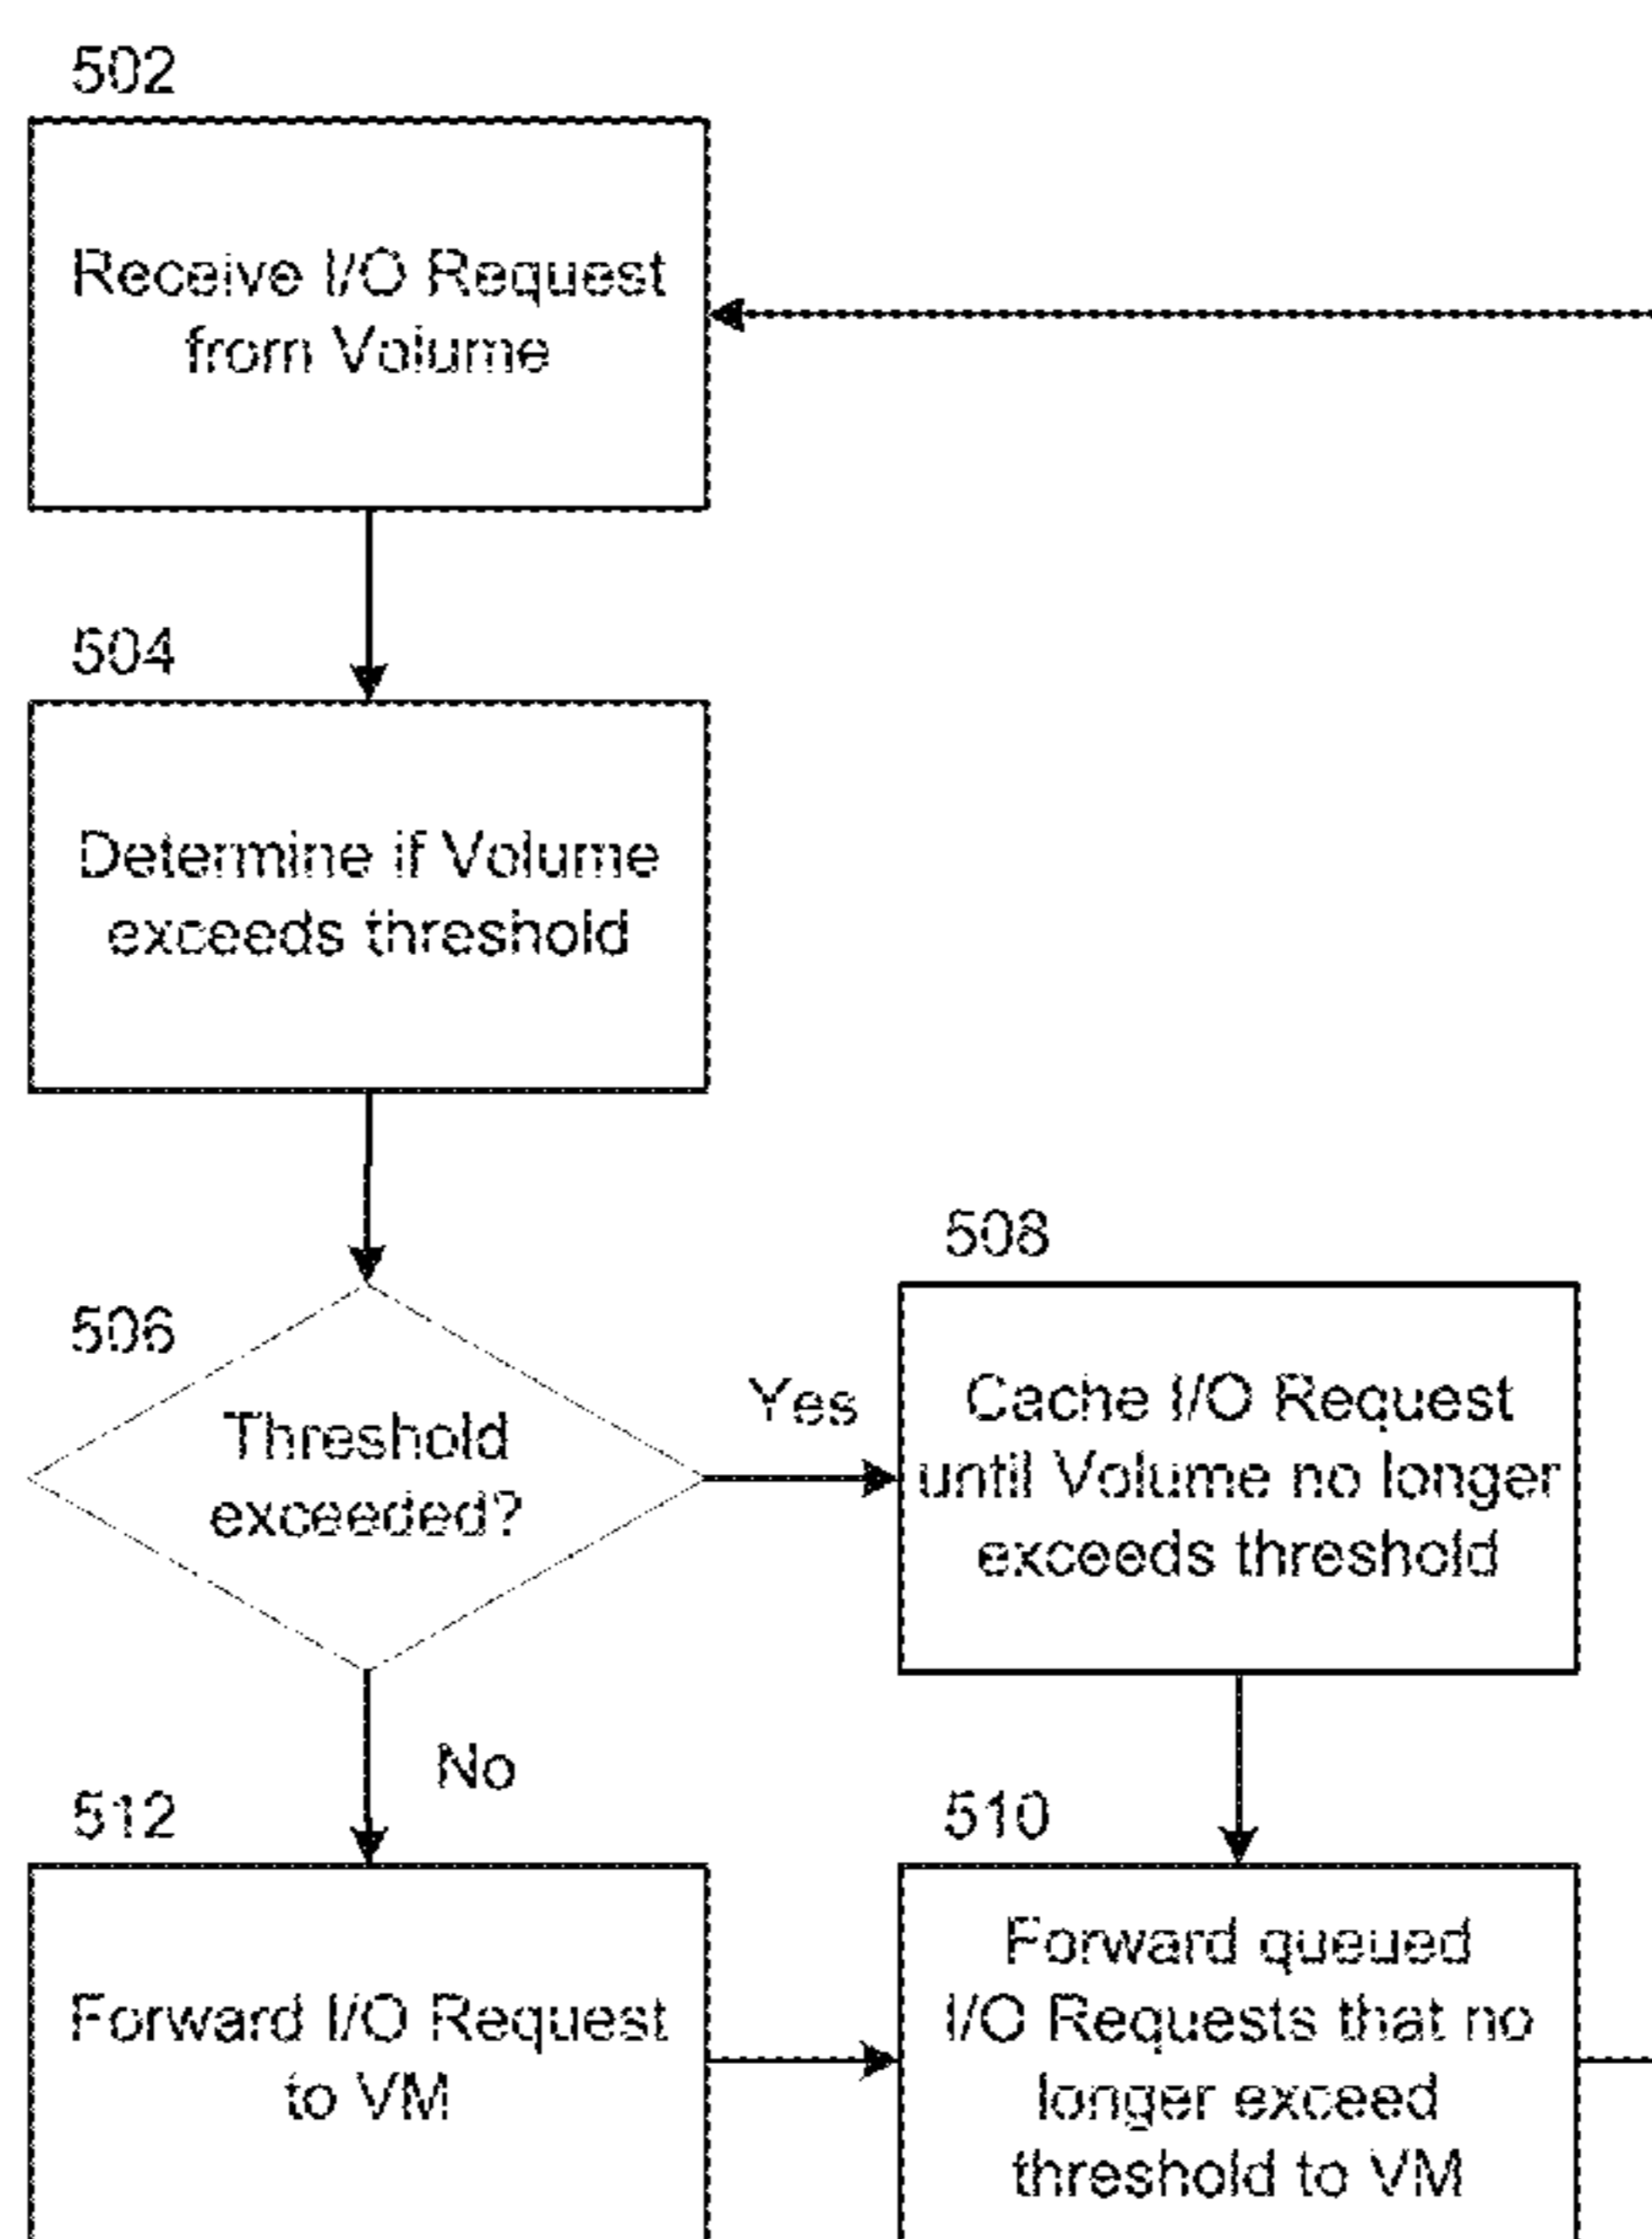 502
Receive I/O Request
from Volume
504
Determine if Volume
exceeds threshold
506
Threshold
exceeded?
Yes
508
Cache I/O Request
until Volume no longer
exceeds threshold
No
512
Forward I/O Request
to VM
510
Forward queued
I/O Requests that no
longer exceed
threshold to VM